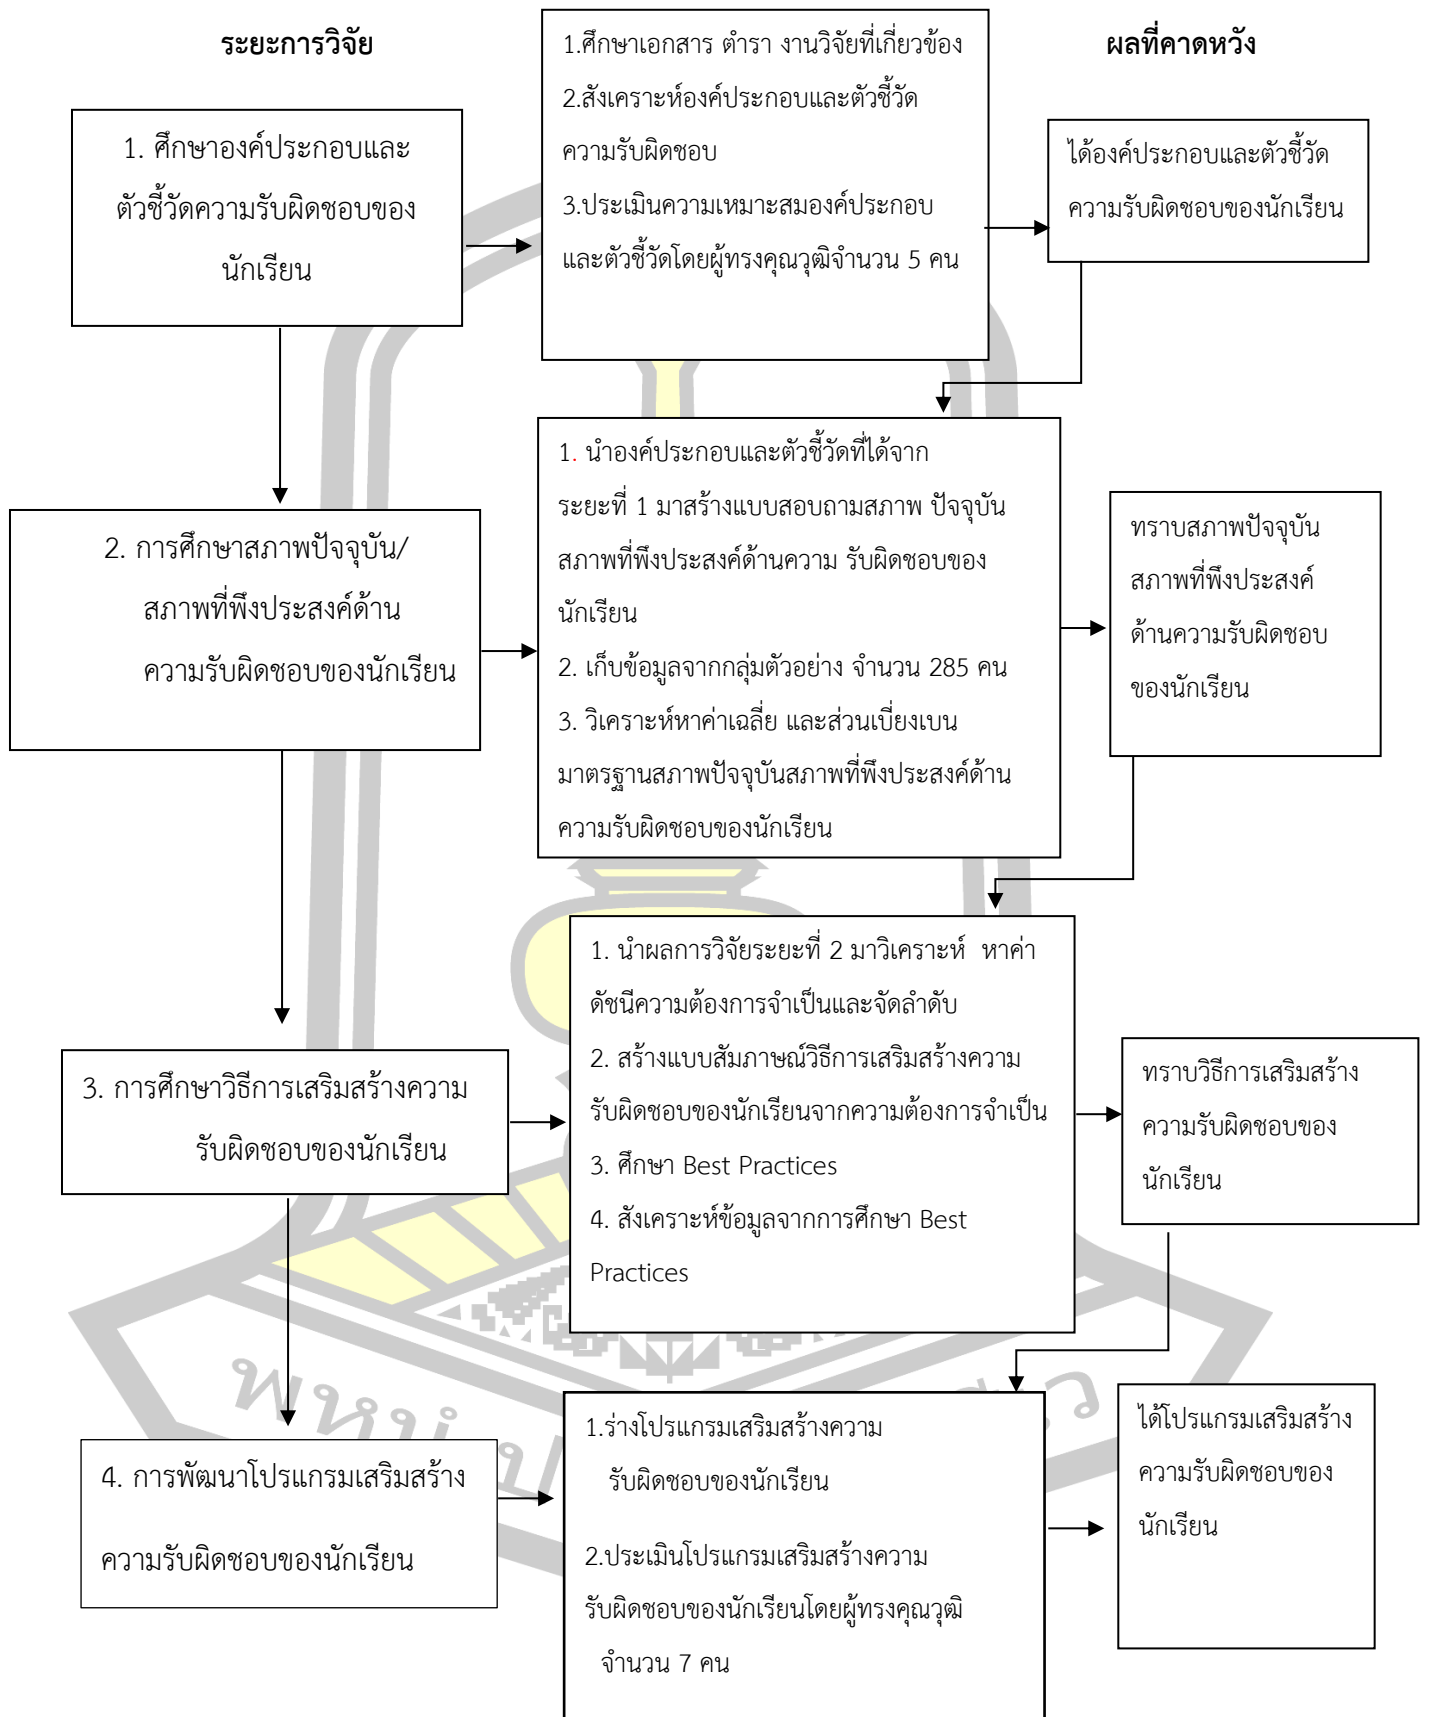 ระยะการวิจัย
ผลที่คาดหวัง
1. ศึกษาองค์ประกอบและ
ตัวชี้วัดความรับผิดชอบของ
นักเรียน
1.ศึกษาเอกสาร ตำรา งานวิจัยที่เกี่ยวข้อง
2.สังเคราะห์องค์ประกอบและตัวชี้วัด
ความรับผิดชอบ
3.ประเมินความเหมาะสมองค์ประกอบ
และตัวชี้วัดโดยผู้ทรงคุณวุฒิจำนวน 5 คน
ได้องค์ประกอบและตัวชี้วัด
ความรับผิดชอบของนักเรียน
2. การศึกษาสภาพปัจจุบัน/
สภาพที่พึงประสงค์ด้าน
ความรับผิดชอบของนักเรียน
1. นำองค์ประกอบและตัวชี้วัดที่ได้จาก
ระยะที่ 1 มาสร้างแบบสอบถามสภาพ ปัจจุบัน
สภาพที่พึงประสงค์ด้านความ รับผิดชอบของ
นักเรียน
2. เก็บข้อมูลจากกลุ่มตัวอย่าง จำนวน 285 คน
3. วิเคราะห์หาค่าเฉลี่ย และส่วนเบี่ยงเบน
มาตรฐานสภาพปัจจุบันสภาพที่พึงประสงค์ด้าน
ความรับผิดชอบของนักเรียน
ทราบสภาพปัจจุบัน
สภาพที่พึงประสงค์
ด้านความรับผิดชอบ
ของนักเรียน
3. การศึกษาวิธีการเสริมสร้างความ
รับผิดชอบของนักเรียน
1. นำผลการวิจัยระยะที่ 2 มาวิเคราะห์ หาค่า
ดัชนีความต้องการจำเป็นและจัดลำดับ
2. สร้างแบบสัมภาษณ์วิธีการเสริมสร้างความ
รับผิดชอบของนักเรียนจากความต้องการจำเป็น
3. ศึกษา Best Practices
4. สังเคราะห์ข้อมูลจากการศึกษา Best
Practices
ทราบวิธีการเสริมสร้าง
ความรับผิดชอบของ
นักเรียน
4. การพัฒนาโปรแกรมเสริมสร้าง
ความรับผิดชอบของนักเรียน
1.ร่างโปรแกรมเสริมสร้างความ
รับผิดชอบของนักเรียน
2.ประเมินโปรแกรมเสริมสร้างความ
รับผิดชอบของนักเรียนโดยผู้ทรงคุณวุฒิ
จำนวน 7 คน
ได้โปรแกรมเสริมสร้าง
ความรับผิดชอบของ
นักเรียน